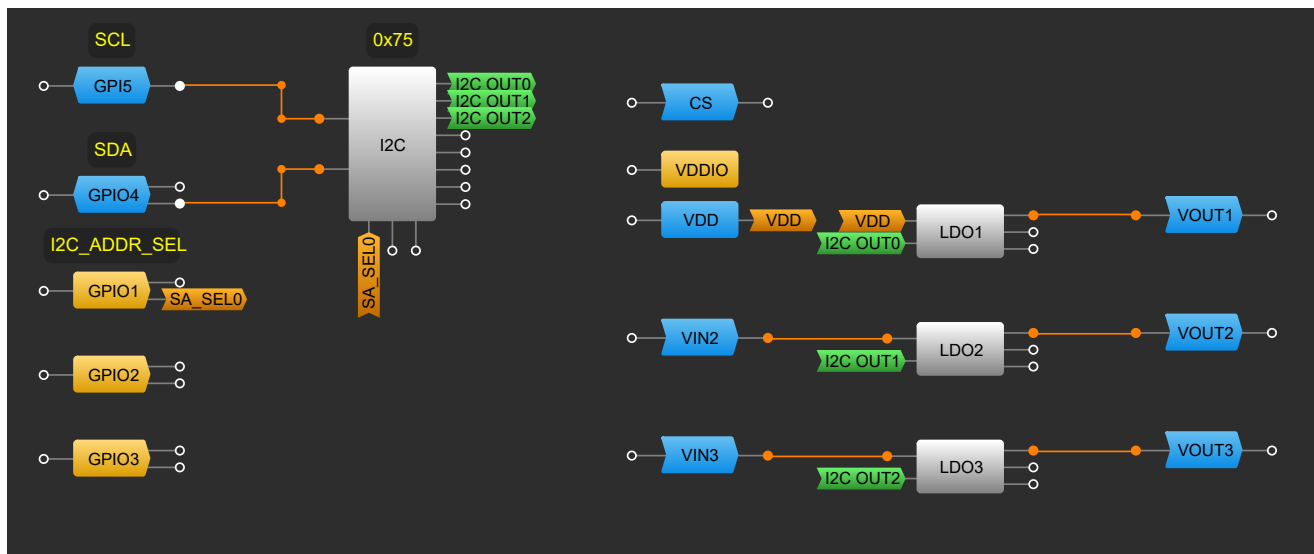 SCL
GPI5
SDA
GPIO4
I2C_ADDR_SEL
GPIO1
SA_SEL0
GPIO2
GPIO3
0x75
I2C
I2C OUT0
I2C OUT1
I2C OUT2
SA_SEL0
CS
VDDIO
VDD
VDD
VDD
I2C OUT0
LDO1
VOUT1
VIN2
I2C OUT1
LDO2
VOUT2
VIN3
I2C OUT2
LDO3
VOUT3